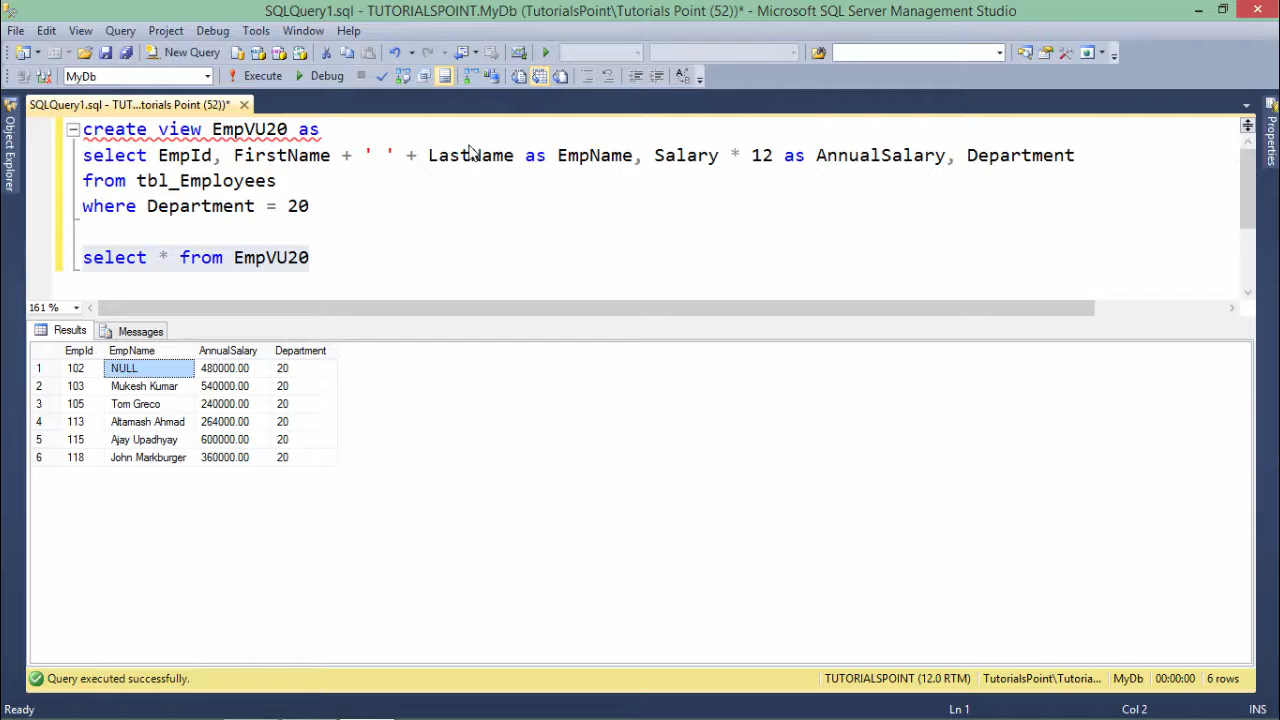 SQLQuery1.sql - TUTORIALSPOINT.MyDb (TutorialsPoint\Tutorials Point (52))* - Microsoft SQL Server Management Studio
File Edit View Query Project Debug Tools Window Help
New Query
MyDb Execute Debug
SQLQuery1.sql - TUT...torials Point (52))*
Object Explorer
Properties
create view EmpVU20 as
select EmpId, FirstName + ' ' + LastName as EmpName, Salary * 12 as AnnualSalary, Department
from tbl_Employees
where Department = 20
select * from EmpVU20
161 %
Results Messages
EmpId EmpName AnnualSalary Department
1 102 NULL 480000.00 20
2 103 Mukesh Kumar 540000.00 20
3 105 Tom Greco 240000.00 20
4 113 Altamash Ahmad 264000.00 20
5 115 Ajay Upadhyay 600000.00 20
6 118 John Markburger 360000.00 20
Query executed successfully. TUTORIALSPOINT (12.0 RTM) TutorialsPoint\Tutoria... MyDb 00:00:00 6 rows
Ready Ln 1 Col 2 INS